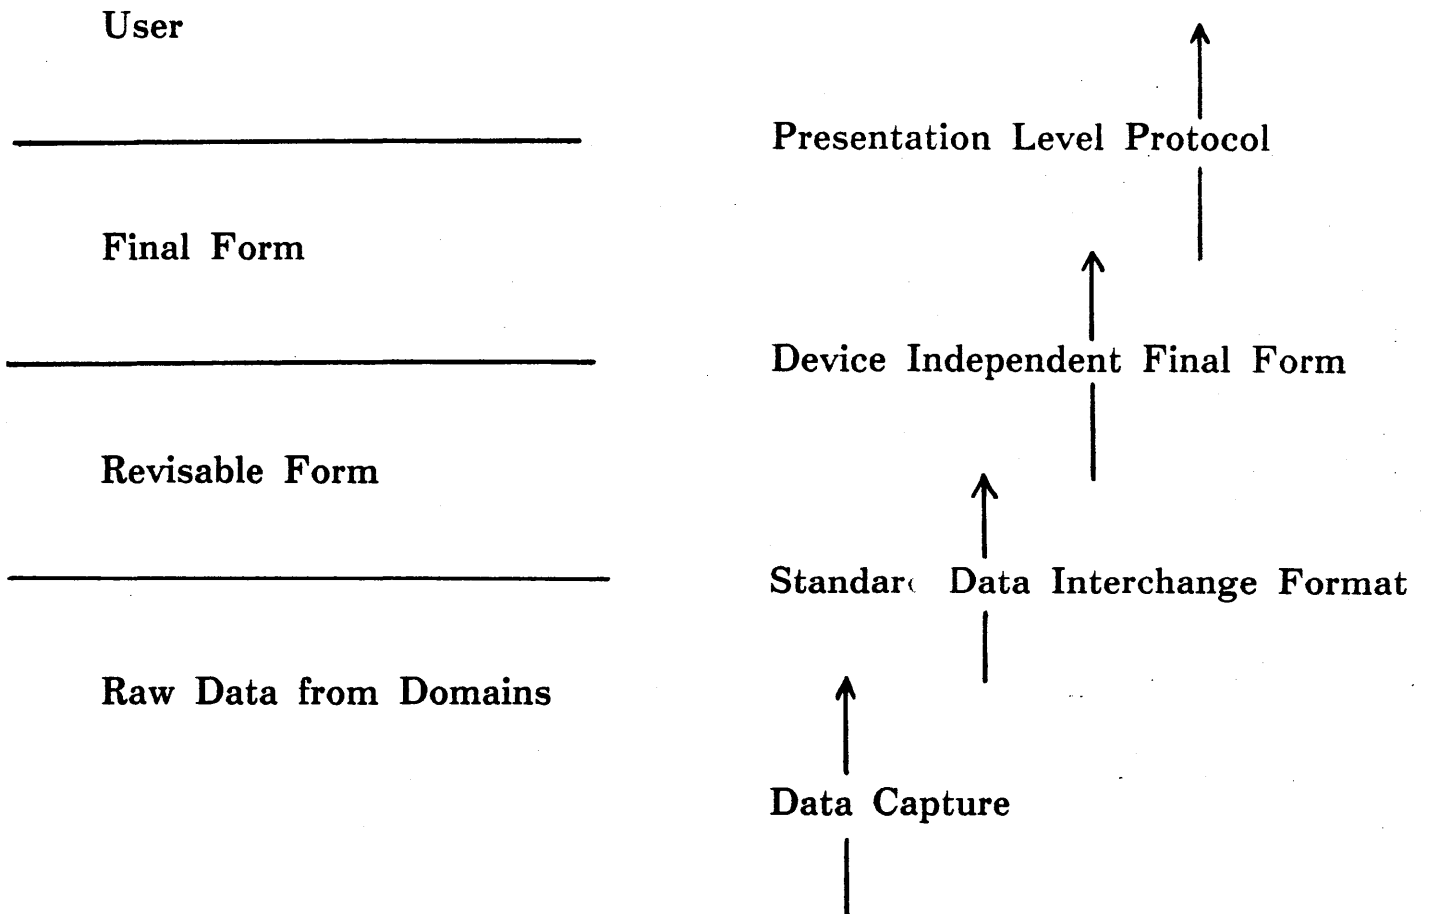 User
Presentation Level Protocol
Final Form
Device Independent Final Form
Revisable Form
Standard Data Interchange Format
Raw Data from Domains
Data Capture